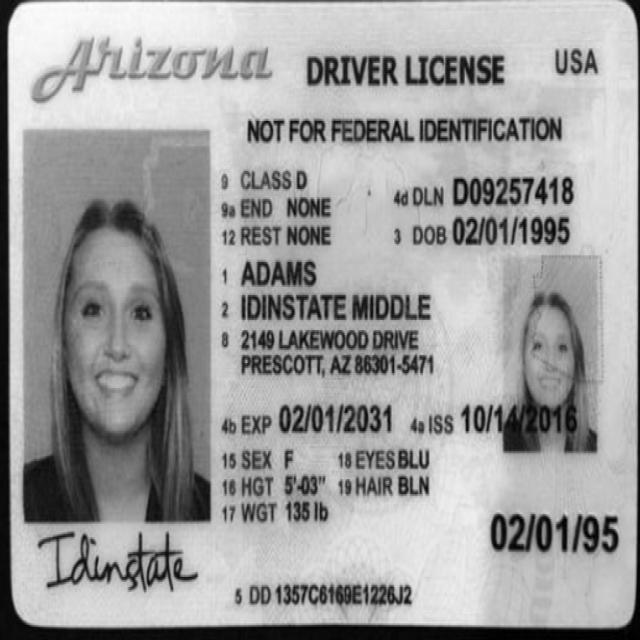 Arizona DRIVER LICENSE USA
NOT FOR FEDERAL IDENTIFICATION
9 CLASS D
9a END NONE 4d DLN D09257418
12 REST NONE 3 DOB 02/01/1995
1 ADAMS
2 IDINSTATE MIDDLE
8 2149 LAKEWOOD DRIVE
PRESCOTT, AZ 86301-5471
4b EXP 02/01/2031 4a ISS 10/14/2016
15 SEX F 18 EYES BLU
16 HGT 5'-03" 19 HAIR BLN
17 WGT 135 lb
02/01/95
Idinstate
5 DD 1357C6169E1226J2